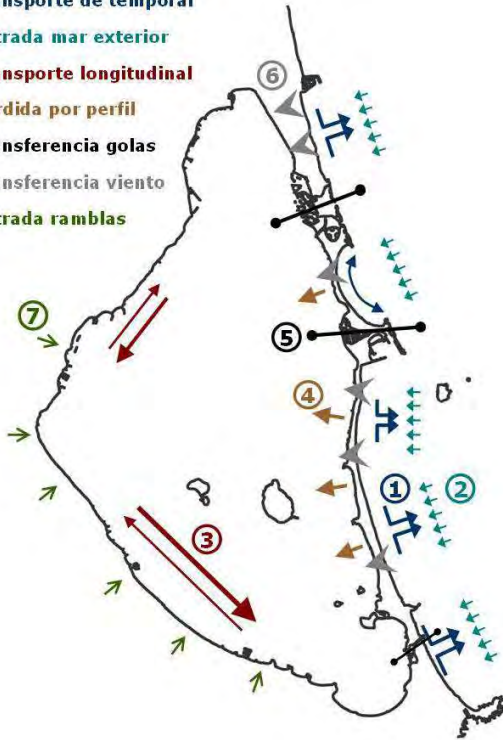 nsporte de temporal
trada mar exterior
nsporte longitudinal
rdida por perfil
nsferencia golas
nsferencia viento
trada ramblas
6
7
5
4
1 2
3